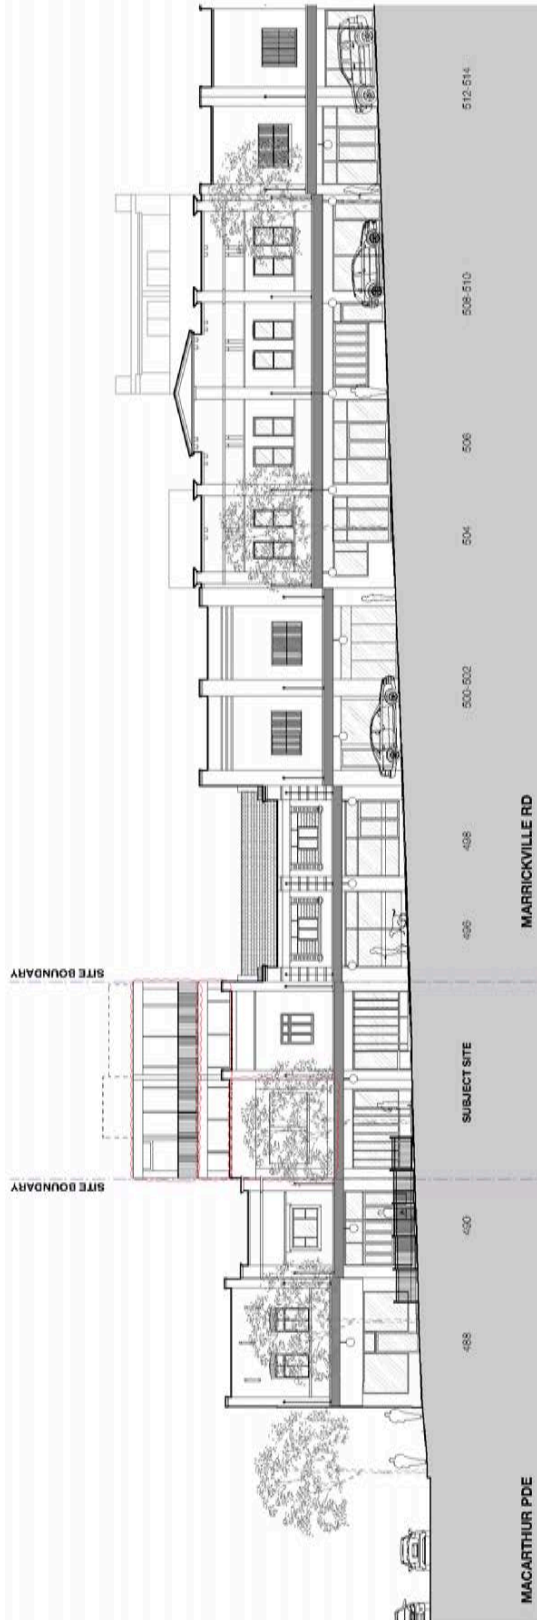 SITE BOUNDARY
SITE BOUNDARY
488
490
SUBJECT SITE
496
498
500-502
504
506
508-510
512-514
MACARTHUR PDE
MARRICKVILLE RD